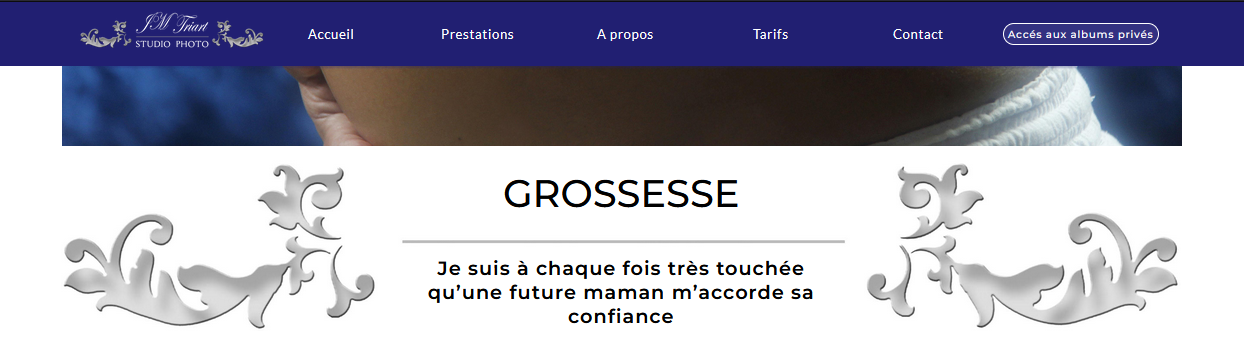 JM Triart
STUDIO PHOTO
Accueil
Prestations
A propos
Tarifs
Contact
Accés aux albums privés
GROSSESSE
Je suis à chaque fois très touchée
qu’une future maman m’accorde sa
confiance